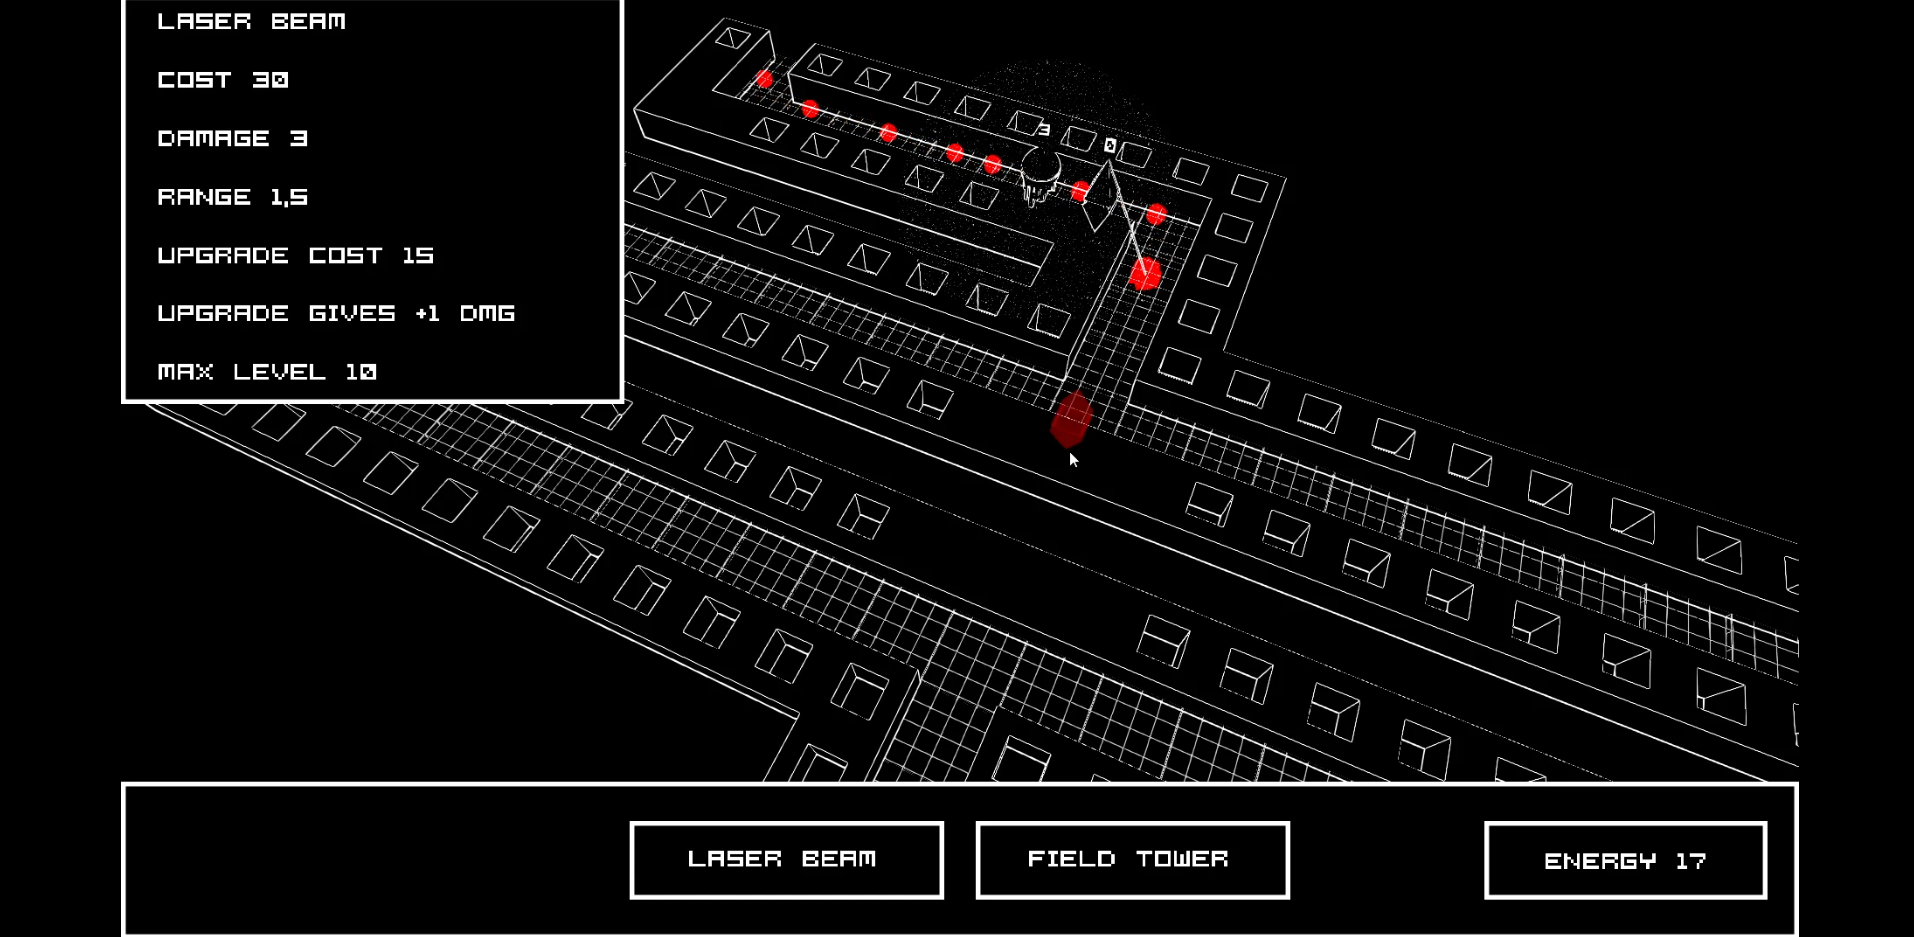 LASER BEAM
COST 30
DAMAGE 3
RANGE 1,5
UPGRADE COST 15
UPGRADE GIVES +1 DMG
MAX LEVEL 10
3
0
LASER BEAM
FIELD TOWER
ENERGY 17